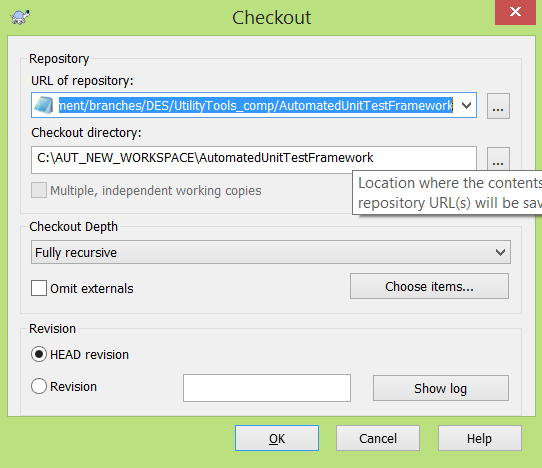 Checkout
Repository
URL of repository:
ment/branches/DES/UtilityTools_comp/AutomatedUnitTestFramework
...
Checkout directory:
C:\AUT_NEW_WORKSPACE\AutomatedUnitTestFramework
...
Multiple, independent working copies
Location where the contents
repository URL(s) will be sav
Checkout Depth
Fully recursive
Omit externals
Choose items...
Revision
HEAD revision
Revision
Show log
OK
Cancel
Help